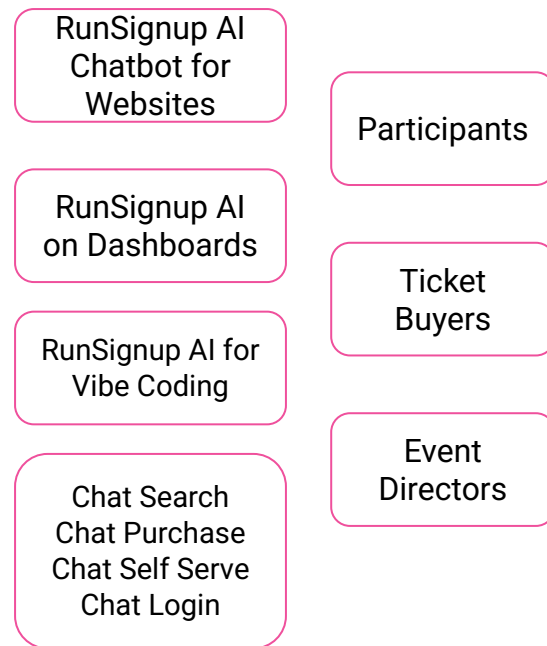 RunSignup AI
Chatbot for
Websites
RunSignup AI
on Dashboards
RunSignup AI for
Vibe Coding
Chat Search
Chat Purchase
Chat Self Serve
Chat Login
Participants
Ticket
Buyers
Event
Directors